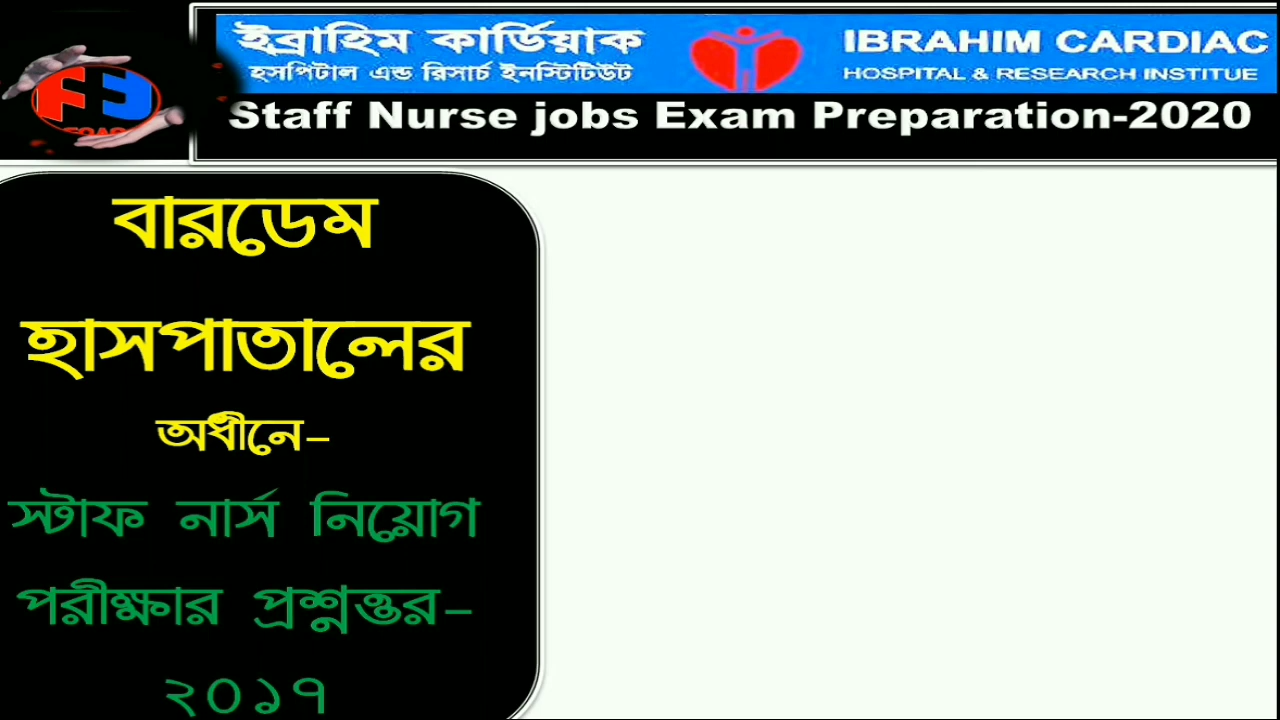 ইব্রাহিম কার্ডিয়াক
হসপিটাল এন্ড রিসার্চ ইনস্টিটিউট
IBRAHIM CARDIAC
HOSPITAL & RESEARCH INSTITUE
Staff Nurse jobs Exam Preparation-2020
বারডেম
হাসপাতালের
অধীনে-
স্টাফ নার্স নিয়োগ
পরীক্ষার প্রশ্নত্তর-
২০১৭